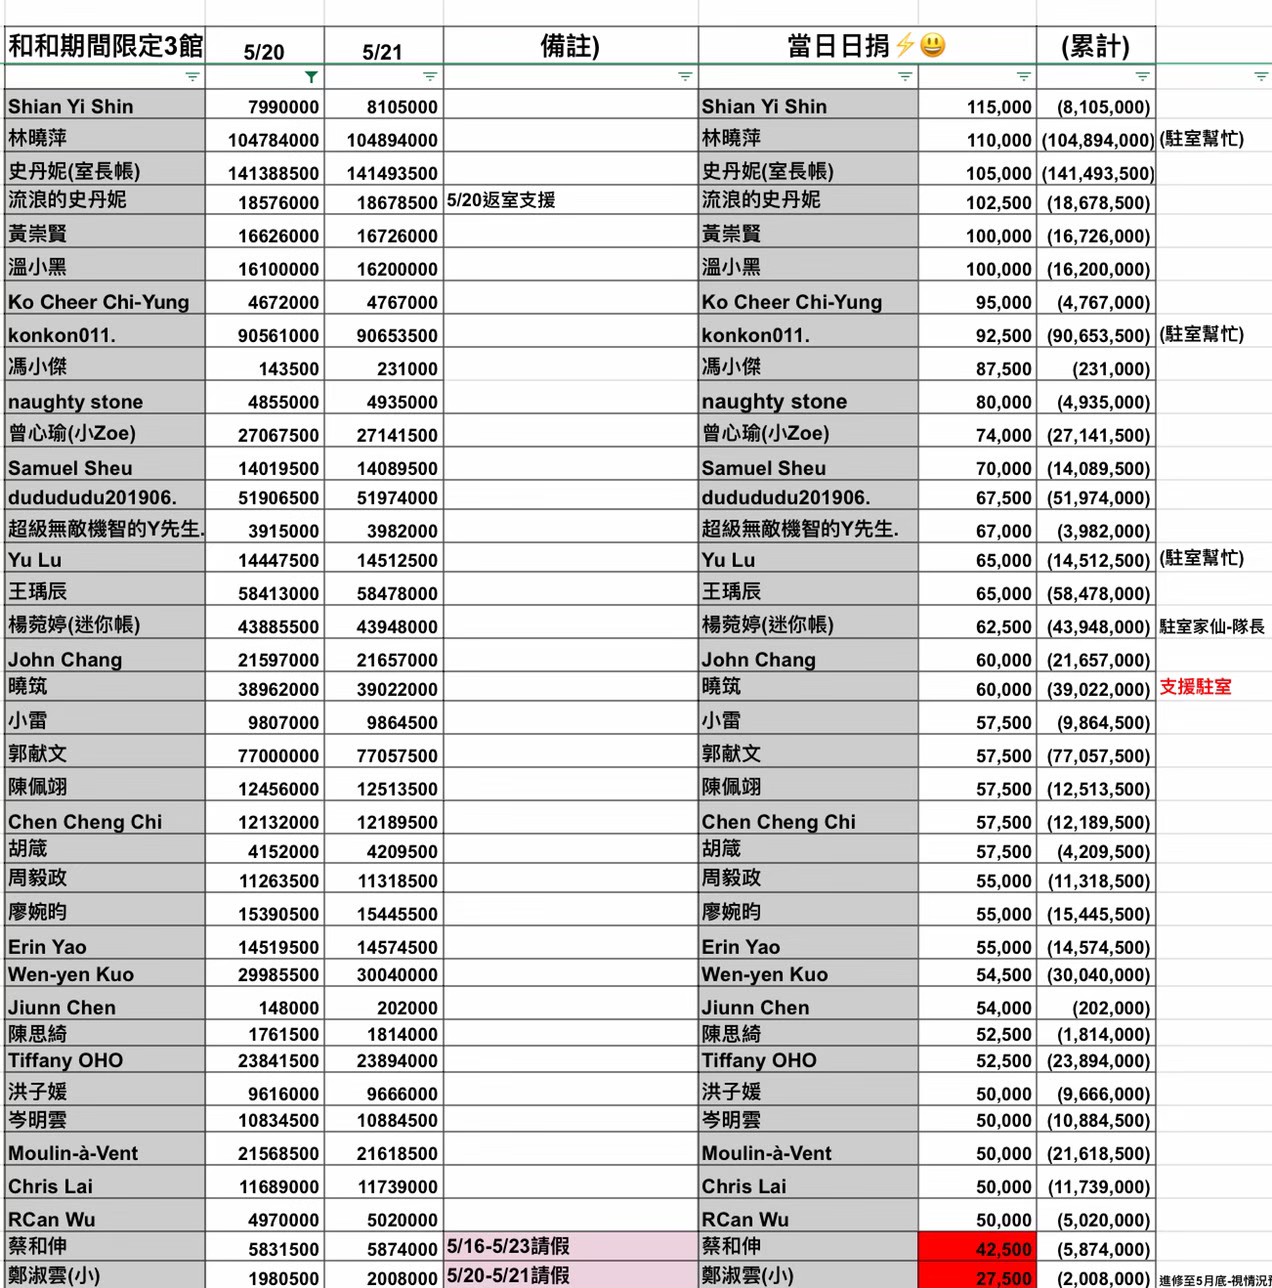 和和期間限定3館 5/20 5/21 備註) 當日日捐⚡😃 (累計)
Shian Yi Shin 7990000 8105000 Shian Yi Shin 115,000 (8,105,000)
林曉萍 104784000 104894000 林曉萍 110,000 (104,894,000) (駐室幫忙)
史丹妮(室長帳) 141388500 141493500 史丹妮(室長帳) 105,000 (141,493,500)
流浪的史丹妮 18576000 18678500 5/20返室支援 流浪的史丹妮 102,500 (18,678,500)
黃崇賢 16626000 16726000 黃崇賢 100,000 (16,726,000)
溫小黑 16100000 16200000 溫小黑 100,000 (16,200,000)
Ko Cheer Chi-Yung 4672000 4767000 Ko Cheer Chi-Yung 95,000 (4,767,000)
konkon011. 90561000 90653500 konkon011. 92,500 (90,653,500) (駐室幫忙)
馮小傑 143500 231000 馮小傑 87,500 (231,000)
naughty stone 4855000 4935000 naughty stone 80,000 (4,935,000)
曾心瑜(小Zoe) 27067500 27141500 曾心瑜(小Zoe) 74,000 (27,141,500)
Samuel Sheu 14019500 14089500 Samuel Sheu 70,000 (14,089,500)
dudududu201906. 51906500 51974000 dudududu201906. 67,500 (51,974,000)
超級無敵機智的Y先生. 3915000 3982000 超級無敵機智的Y先生. 67,000 (3,982,000)
Yu Lu 14447500 14512500 Yu Lu 65,000 (14,512,500) (駐室幫忙)
王瑀辰 58413000 58478000 王瑀辰 65,000 (58,478,000)
楊菀婷(迷你帳) 43885500 43948000 楊菀婷(迷你帳) 62,500 (43,948,000) 駐室家仙-隊長
John Chang 21597000 21657000 John Chang 60,000 (21,657,000)
曉筑 38962000 39022000 曉筑 60,000 (39,022,000) 支援駐室
小雷 9807000 9864500 小雷 57,500 (9,864,500)
郭献文 77000000 77057500 郭献文 57,500 (77,057,500)
陳佩翊 12456000 12513500 陳佩翊 57,500 (12,513,500)
Chen Cheng Chi 12132000 12189500 Chen Cheng Chi 57,500 (12,189,500)
胡箴 4152000 4209500 胡箴 57,500 (4,209,500)
周毅政 11263500 11318500 周毅政 55,000 (11,318,500)
廖婉昀 15390500 15445500 廖婉昀 55,000 (15,445,500)
Erin Yao 14519500 14574500 Erin Yao 55,000 (14,574,500)
Wen-yen Kuo 29985500 30040000 Wen-yen Kuo 54,500 (30,040,000)
Jiunn Chen 148000 202000 Jiunn Chen 54,000 (202,000)
陳思綺 1761500 1814000 陳思綺 52,500 (1,814,000)
Tiffany OHO 23841500 23894000 Tiffany OHO 52,500 (23,894,000)
洪子媛 9616000 9666000 洪子媛 50,000 (9,666,000)
岑明雲 10834500 10884500 岑明雲 50,000 (10,884,500)
Moulin-à-Vent 21568500 21618500 Moulin-à-Vent 50,000 (21,618,500)
Chris Lai 11689000 11739000 Chris Lai 50,000 (11,739,000)
RCan Wu 4970000 5020000 RCan Wu 50,000 (5,020,000)
蔡和伸 5831500 5874000 5/16-5/23請假 蔡和伸 42,500 (5,874,000)
鄭淑雲(小) 1980500 2008000 5/20-5/21請假 鄭淑雲(小) 27,500 (2,008,000) 進修至5月底-視情況